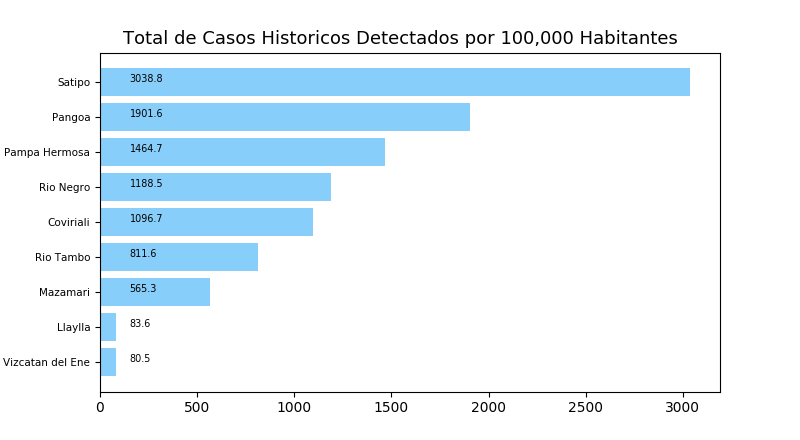 Total de Casos Historicos Detectados por 100,000 Habitantes
Satipo 3038.8
Pangoa 1901.6
Pampa Hermosa 1464.7
Rio Negro 1188.5
Coviriali 1096.7
Rio Tambo 811.6
Mazamari 565.3
Llaylla 83.6
Vizcatan del Ene 80.5
0 500 1000 1500 2000 2500 3000